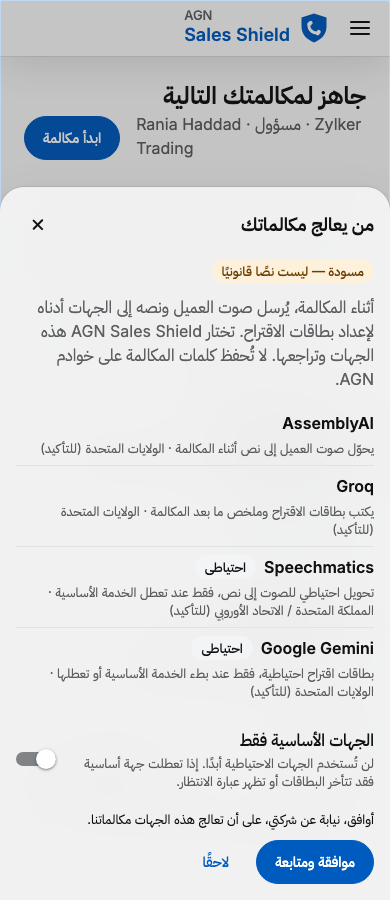 AGN
Sales Shield
جاهز لمكالمتك التالية
Rania Haddad · مسؤول · Zylker
Trading
ابدأ مكالمة
من يعالج مكالماتك
مسودة — ليست نصًا قانونيًا
أثناء المكالمة، يُرسل صوت العميل ونصه إلى الجهات أدناه
لإعداد بطاقات الاقتراح. تختار AGN Sales Shield هذه
الجهات وتراجعها. لا تُحفظ كلمات المكالمة على خوادم
AGN.
AssemblyAI
يحوّل صوت العميل إلى نص أثناء المكالمة · الولايات المتحدة (للتأكيد)
Groq
يكتب بطاقات الاقتراح وملخص ما بعد المكالمة · الولايات المتحدة
(للتأكيد)
Speechmatics احتياطي
تحويل احتياطي للصوت إلى نص، فقط عند تعطل الخدمة الأساسية ·
المملكة المتحدة / الاتحاد الأوروبي (للتأكيد)
Google Gemini احتياطي
بطاقات اقتراح احتياطية، فقط عند بطء الخدمة الأساسية أو تعطلها ·
الولايات المتحدة (للتأكيد)
الجهات الأساسية فقط
لن تُستخدم الجهات الاحتياطية أبدًا. إذا تعطلت جهة أساسية
فقد تتأخر البطاقات أو تظهر عبارة الانتظار.
أوافق، نيابة عن شركتي، على أن تعالج هذه الجهات مكالماتنا.
موافقة ومتابعة
لاحقًا